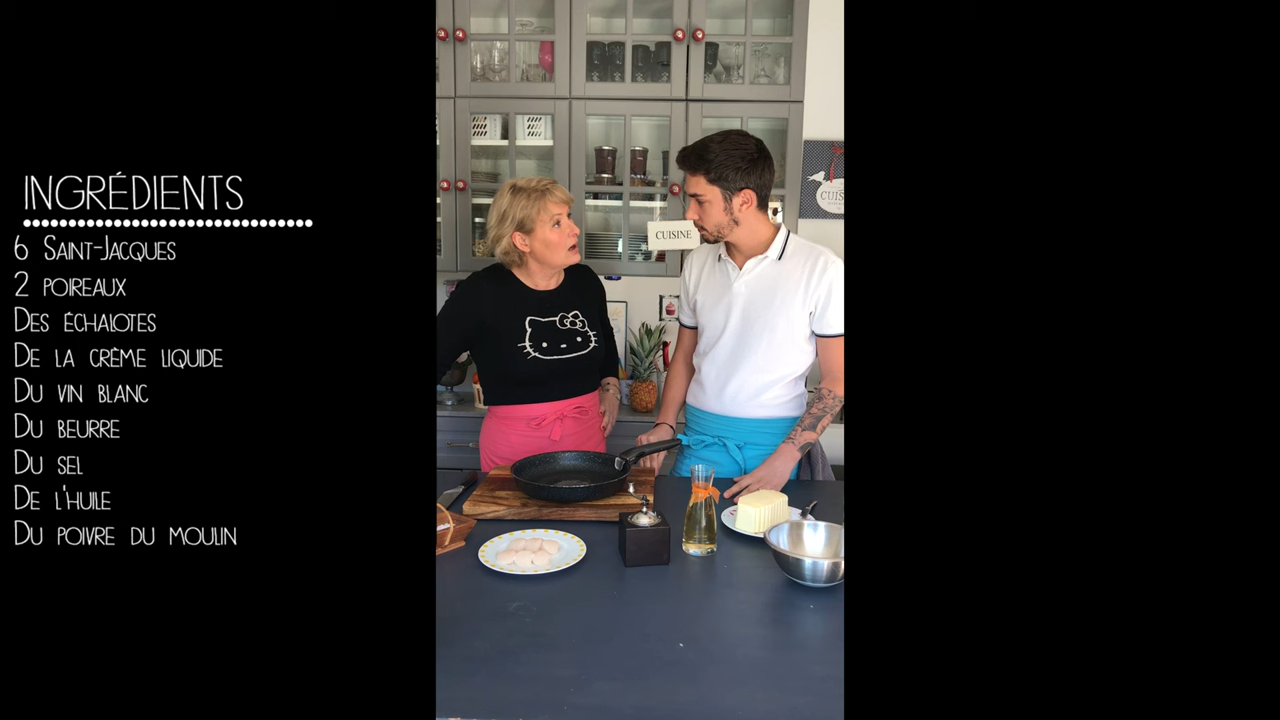 INGRÉDIENTS
6 SAINT-JACQUES
2 POIREAUX
DES ÉCHALOTES
DE LA CRÈME LIQUIDE
DU VIN BLANC
DU BEURRE
DU SEL
DE L'HUILE
DU POIVRE DU MOULIN
CUISINE
CUIS